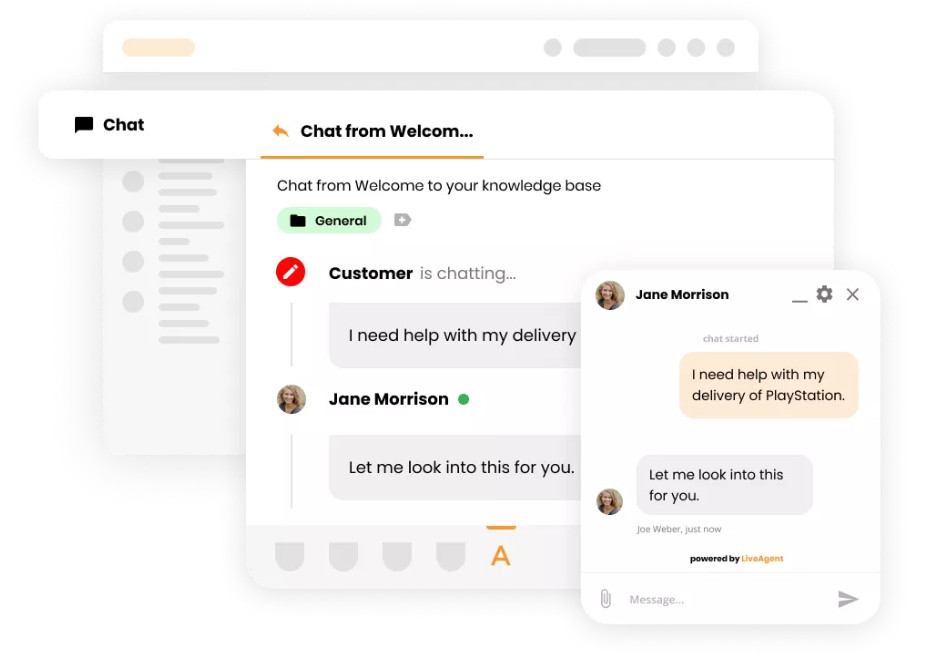 Chat
Chat from Welcom...
Chat from Welcome to your knowledge base
General
Customer is chatting...
I need help with my delivery
Jane Morrison
Let me look into this for you.
A
Jane Morrison
chat started
I need help with my
delivery of PlayStation.
Let me look into this
for you.
Joe Weber, just now
powered by LiveAgent
Message...